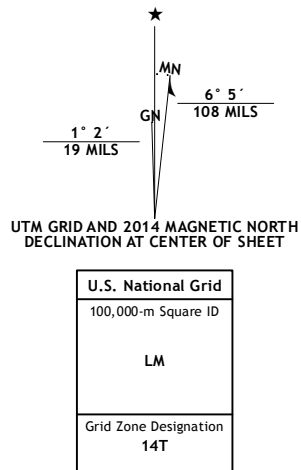 ★
MN
GN
6° 5´
108 MILS
1° 2´
19 MILS
UTM GRID AND 2014 MAGNETIC NORTH
DECLINATION AT CENTER OF SHEET
U.S. National Grid
100,000-m Square ID
LM
Grid Zone Designation
14T